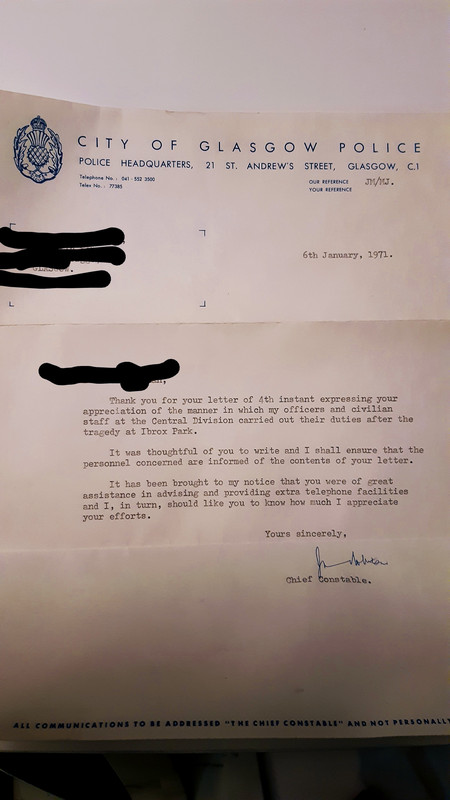 CITY OF GLASGOW POLICE
POLICE HEADQUARTERS, 21 ST. ANDREW'S STREET, GLASGOW, C.1
Telephone No. : 041 - 552 3500
Telex No. : 77385
OUR REFERENCE JM/MJ.
YOUR REFERENCE
Glasgow.
6th January, 1971.
Thank you for your letter of 4th instant expressing your
appreciation of the manner in which my officers and civilian
staff at the Central Division carried out their duties after the
tragedy at Ibrox Park.
It was thoughtful of you to write and I shall ensure that the
personnel concerned are informed of the contents of your letter.
It has been brought to my notice that you were of great
assistance in advising and providing extra telephone facilities
and I, in turn, should like you to know how much I appreciate
your efforts.
Yours sincerely,
Chief Constable.
ALL COMMUNICATIONS TO BE ADDRESSED "THE CHIEF CONSTABLE" AND NOT PERSONALLY